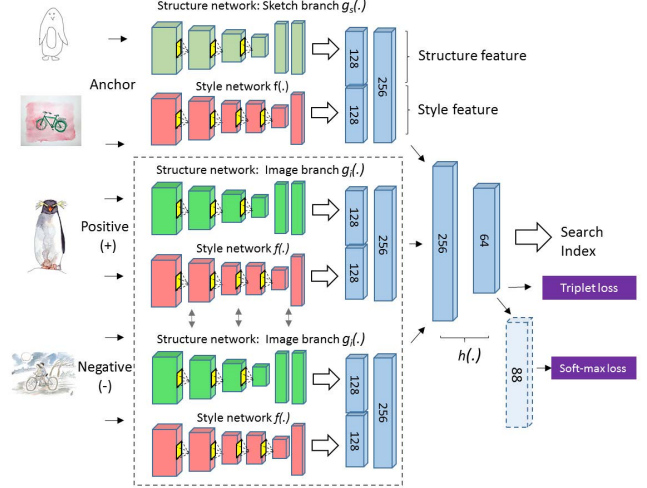 Structure network: Sketch branch gs(.)
Anchor
Style network f(.)
128
128
256
Structure feature
Style feature
Structure network: Image branch gi(.)
Positive
(+)
Style network f(.)
128
128
256
Structure network: Image branch gi(.)
Negative
(-)
Style network f(.)
128
128
256
256
64
h(.)
88
Search
Index
Triplet loss
Soft-max loss